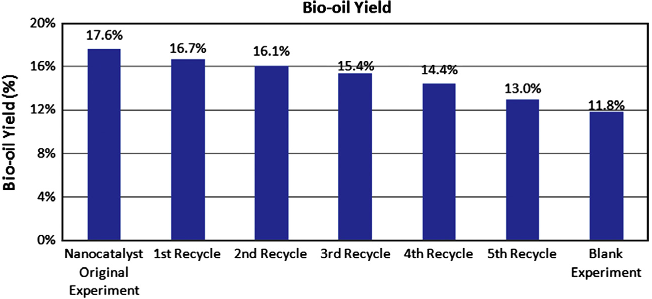 Bio-oil Yield
Bio-oil Yield (%)
20%
16%
12%
8%
4%
0%
17.6%
16.7%
16.1%
15.4%
14.4%
13.0%
11.8%
Nanocatalyst
Original
Experiment
1st Recycle
2nd Recycle
3rd Recycle
4th Recycle
5th Recycle
Blank
Experiment